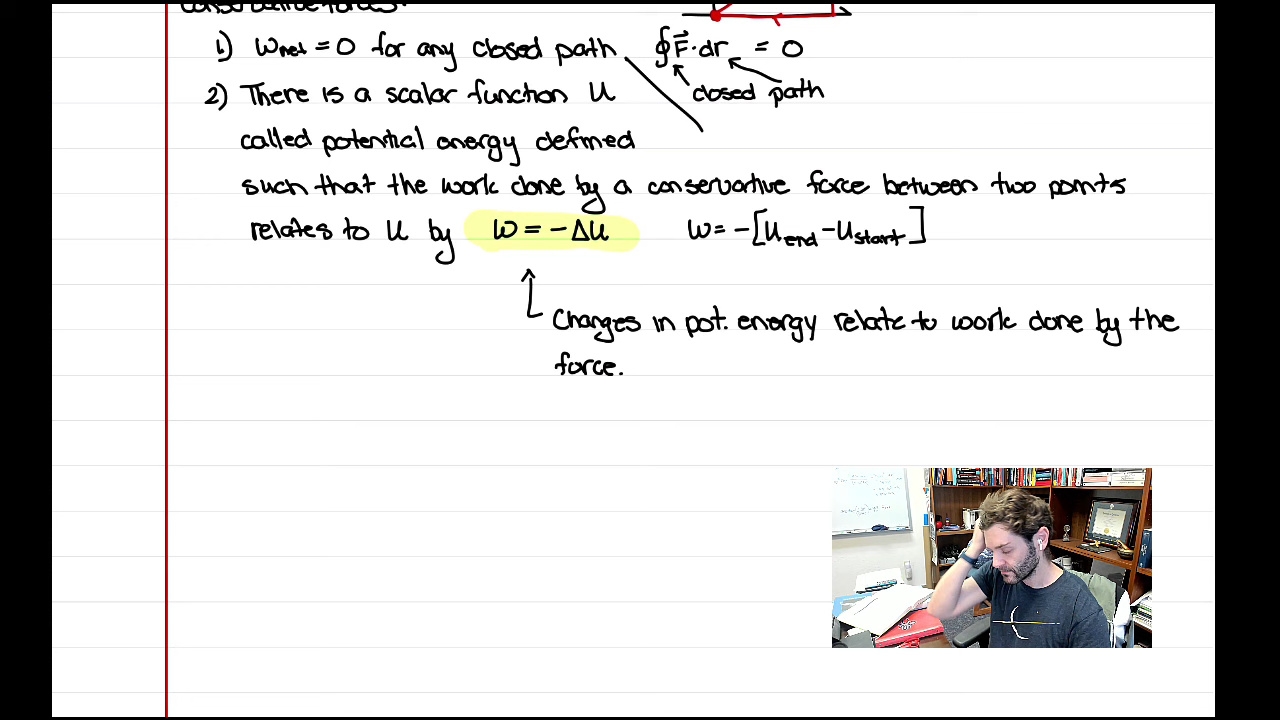 conservative forces:
1) Wnet = 0 for any closed path ∮F⃗·dr = 0
2) There is a scalar function U closed path
called potential energy defined
such that the work done by a conservative force between two points
relates to U by W = -ΔU W = -[Uend - Ustart]
Changes in pot. energy relate to work done by the
force.